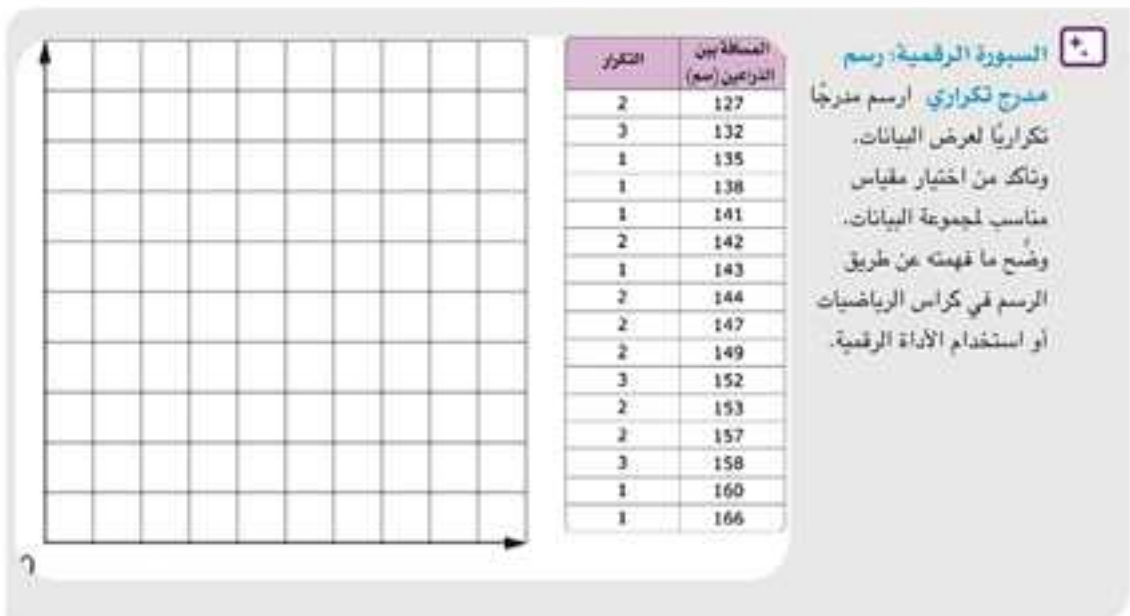 السبورة الرقمية: رسم
مدرج تكراري ارسم مدرجًا
تكراريًا لعرض البيانات،
وتأكد من اختيار مقياس
مناسب لمجموعة البيانات.
وضّح ما فهمته عن طريق
الرسم في كراس الرياضيات
أو استخدام الأداة الرقمية.
المسافة بين الذراعين (سم) التكرار
127 2
132 3
135 1
138 1
141 1
142 2
143 1
144 2
147 2
149 2
152 3
153 2
157 2
158 3
160 1
166 1